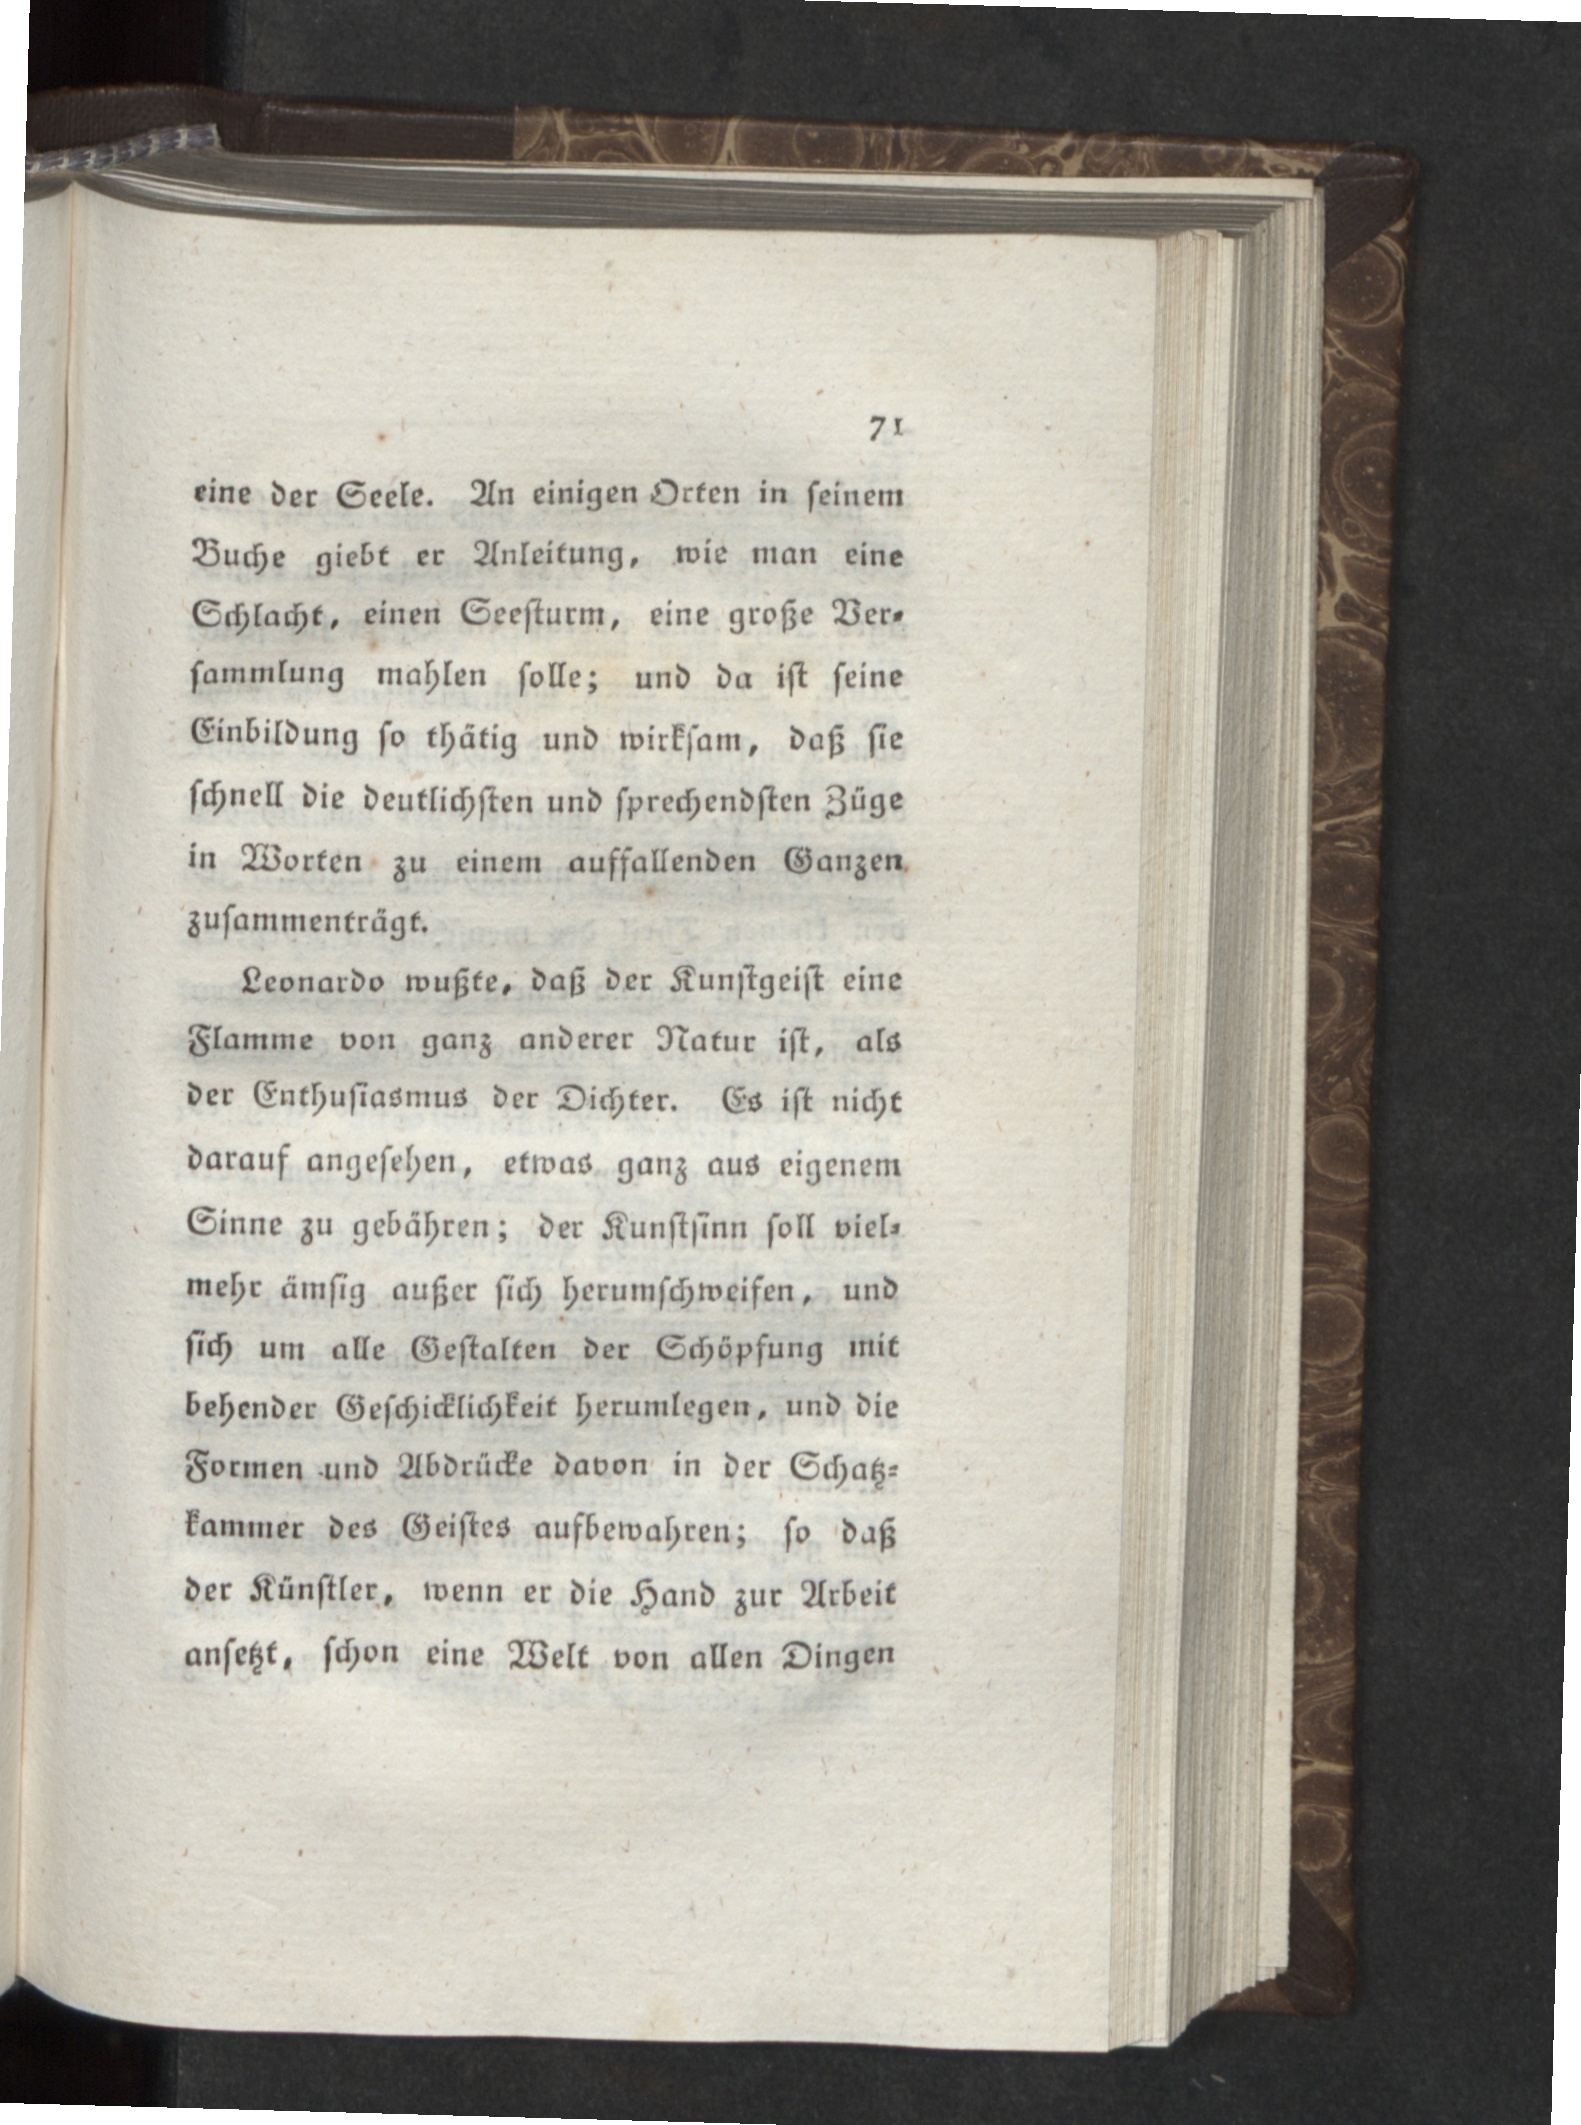 71
eine der Seele. An einigen Orten in ſeinem
Buche giebt er Anleitung, wie man eine
Schlacht, einen Seeſturm, eine große Ver⸗
ſammlung mahlen ſolle; und da iſt ſeine
Einbildung ſo thätig und wirkſam, daß ſie
ſchnell die deutlichſten und ſprechendſten Züge
in Worten zu einem auffallenden Ganzen
zuſammenträgt.
Leonardo wußte, daß der Kunſtgeiſt eine
Flamme von ganz anderer Natur iſt, als
der Enthuſiasmus der Dichter. Es iſt nicht
darauf angeſehen, etwas ganz aus eigenem
Sinne zu gebähren; der Kunſtſinn ſoll viel⸗
mehr ämſig außer ſich herumſchweifen, und
ſich um alle Geſtalten der Schöpfung mit
behender Geſchicklichkeit herumlegen, und die
Formen und Abdrücke davon in der Schatz⸗
kammer des Geiſtes aufbewahren; ſo daß
der Künſtler, wenn er die Hand zur Arbeit
anſetzt, ſchon eine Welt von allen Dingen